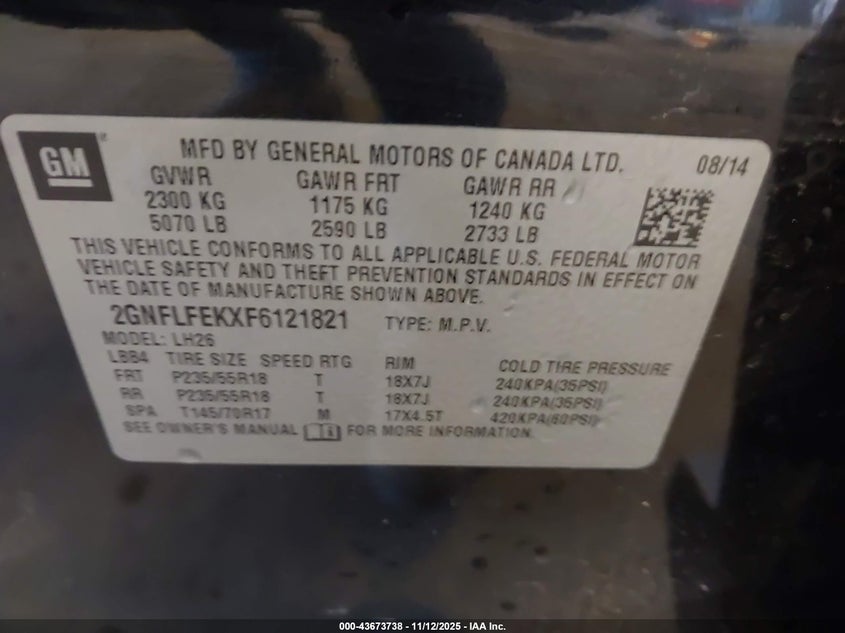 GM
MFD BY GENERAL MOTORS OF CANADA LTD. 08/14
GVWR GAWR FRT GAWR RR
2300 KG 1175 KG 1240 KG
5070 LB 2590 LB 2733 LB
THIS VEHICLE CONFORMS TO ALL APPLICABLE U.S. FEDERAL MOTOR
VEHICLE SAFETY AND THEFT PREVENTION STANDARDS IN EFFECT ON
THE DATE OF MANUFACTURE SHOWN ABOVE.
2GNFLFEKXF6121821 TYPE: M.P.V.
MODEL: LH26
LBB4 TIRE SIZE SPEED RTG RIM COLD TIRE PRESSURE
FRT P235/55R18 T 18X7J 240KPA(35PSI)
RR P235/55R18 T 18X7J 240KPA(35PSI)
SPA T145/70R17 M 17X4.5T 420KPA(60PSI)
SEE OWNER'S MANUAL FOR MORE INFORMATION.
000-43673738 - 11/12/2025 - IAA Inc.